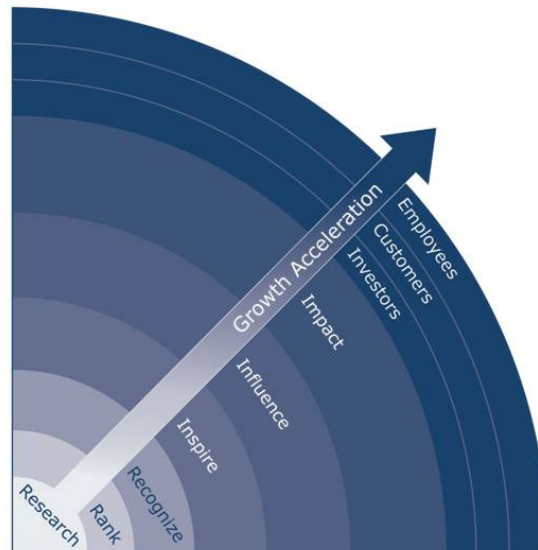 Growth Acceleration
Employees
Customers
Investors
Impact
Influence
Inspire
Recognize
Rank
Research